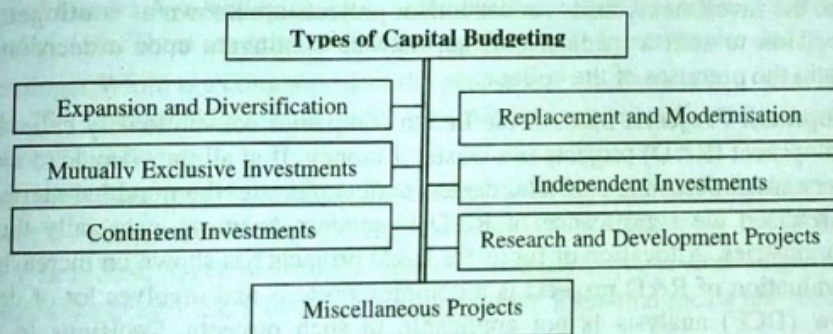 Types of Capital Budgeting
Expansion and Diversification
Replacement and Modernisation
Mutually Exclusive Investments
Independent Investments
Contingent Investments
Research and Development Projects
Miscellaneous Projects